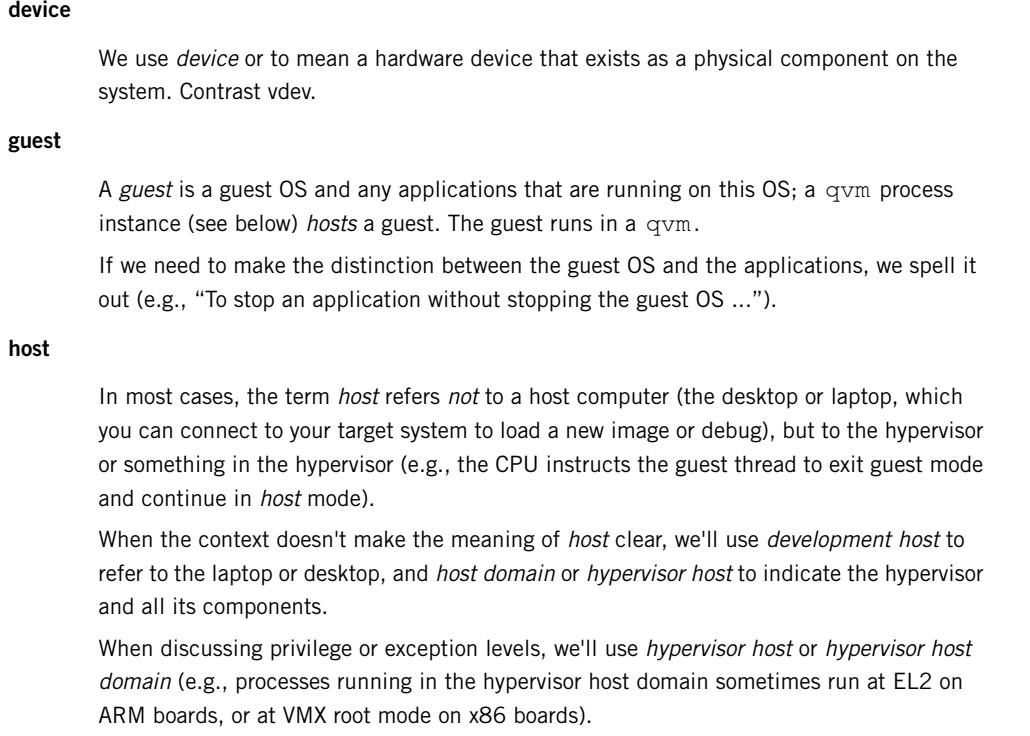 device
We use device or to mean a hardware device that exists as a physical component on the
system. Contrast vdev.
guest
A guest is a guest OS and any applications that are running on this OS; a qvm process
instance (see below) hosts a guest. The guest runs in a qvm.
If we need to make the distinction between the guest OS and the applications, we spell it
out (e.g., “To stop an application without stopping the guest OS ...”).
host
In most cases, the term host refers not to a host computer (the desktop or laptop, which
you can connect to your target system to load a new image or debug), but to the hypervisor
or something in the hypervisor (e.g., the CPU instructs the guest thread to exit guest mode
and continue in host mode).
When the context doesn't make the meaning of host clear, we'll use development host to
refer to the laptop or desktop, and host domain or hypervisor host to indicate the hypervisor
and all its components.
When discussing privilege or exception levels, we'll use hypervisor host or hypervisor host
domain (e.g., processes running in the hypervisor host domain sometimes run at EL2 on
ARM boards, or at VMX root mode on x86 boards).